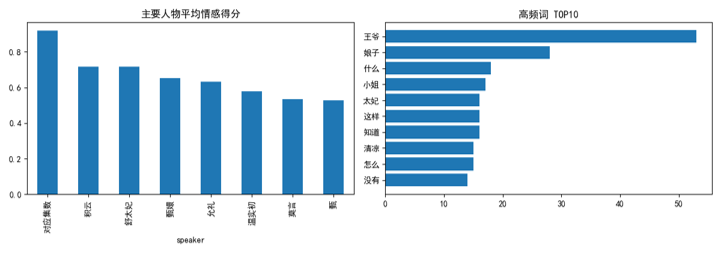 主要人物平均情感得分
0.8
0.6
0.4
0.2
0.0
对应集数
积云
舒太妃
甄嬛
允礼
温实初
莫言
甄
speaker
高频词 TOP10
王爷
娘子
什么
小姐
太妃
这样
知道
清凉
怎么
没有
0 10 20 30 40 50